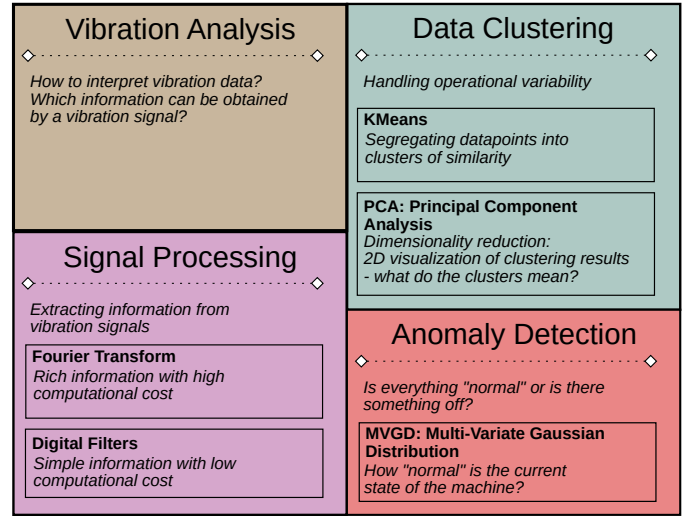 Vibration Analysis
How to interpret vibration data?
Which information can be obtained
by a vibration signal?
Signal Processing
Extracting information from
vibration signals
Fourier Transform
Rich information with high
computational cost
Digital Filters
Simple information with low
computational cost
Data Clustering
Handling operational variability
KMeans
Segregating datapoints into
clusters of similarity
PCA: Principal Component
Analysis
Dimensionality reduction:
2D visualization of clustering results
- what do the clusters mean?
Anomaly Detection
Is everything "normal" or is there
something off?
MVGD: Multi-Variate Gaussian
Distribution
How "normal" is the current
state of the machine?